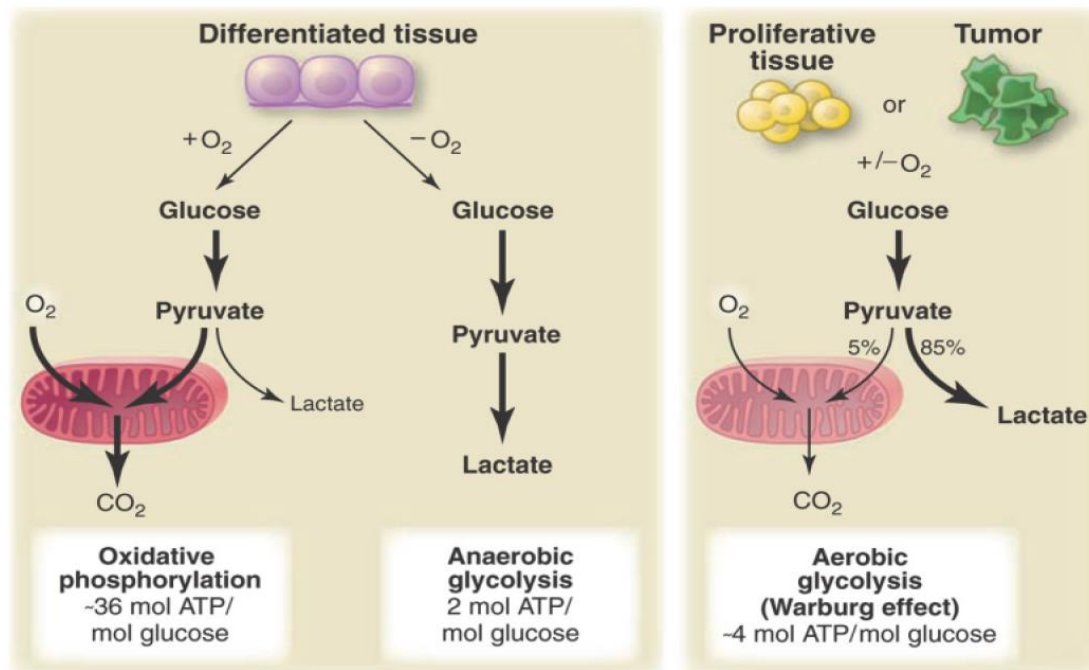 Differentiated tissue
+O₂
−O₂
Glucose
Glucose
O₂
Pyruvate
Pyruvate
Lactate
Lactate
CO₂
Oxidative
phosphorylation
~36 mol ATP/
mol glucose
Anaerobic
glycolysis
2 mol ATP/
mol glucose
Proliferative
tissue
or
Tumor
+/−O₂
Glucose
O₂
Pyruvate
5%
85%
Lactate
CO₂
Aerobic
glycolysis
(Warburg effect)
~4 mol ATP/mol glucose